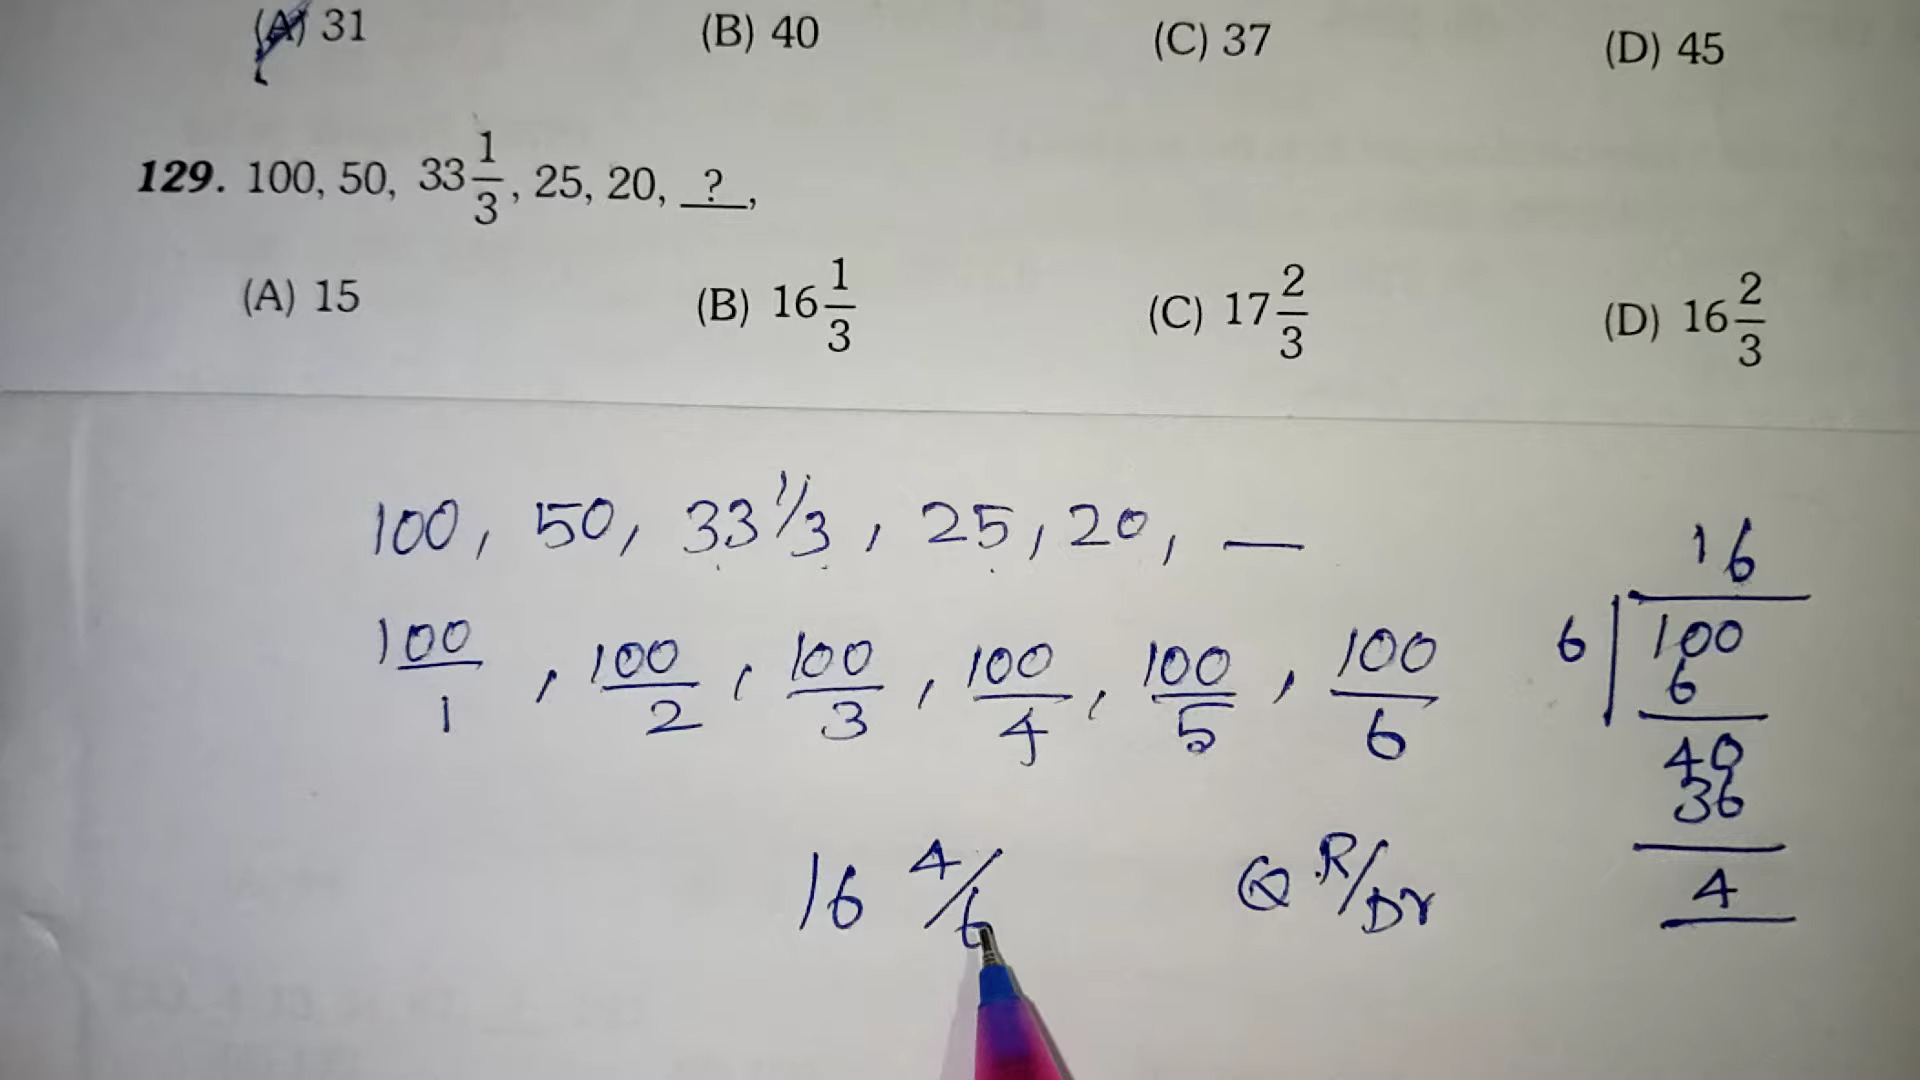 (A) 31 (B) 40 (C) 37 (D) 45
129. 100, 50, 33 1/3, 25, 20, ?,
(A) 15 (B) 16 1/3 (C) 17 2/3 (D) 16 2/3
100, 50, 33 1/3, 25, 20, —
100/1, 100/2, 100/3, 100/4, 100/5, 100/6
16 4/6
Q R/Dr
16
6 100
6
40
36
4